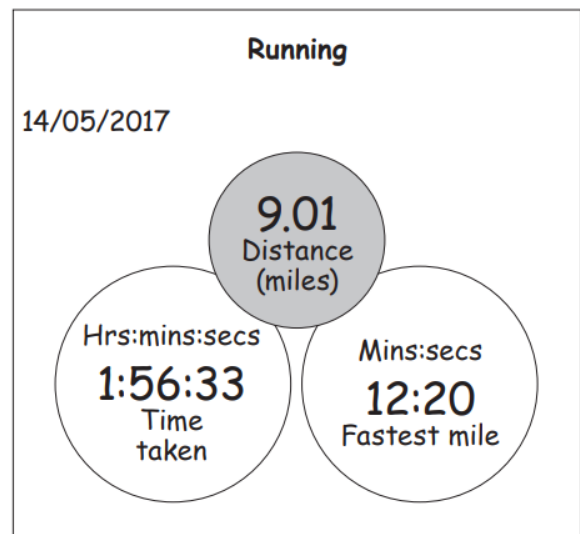 Running
14/05/2017
9.01
Distance
(miles)
Hrs:mins:secs
1:56:33
Time
taken
Mins:secs
12:20
Fastest mile